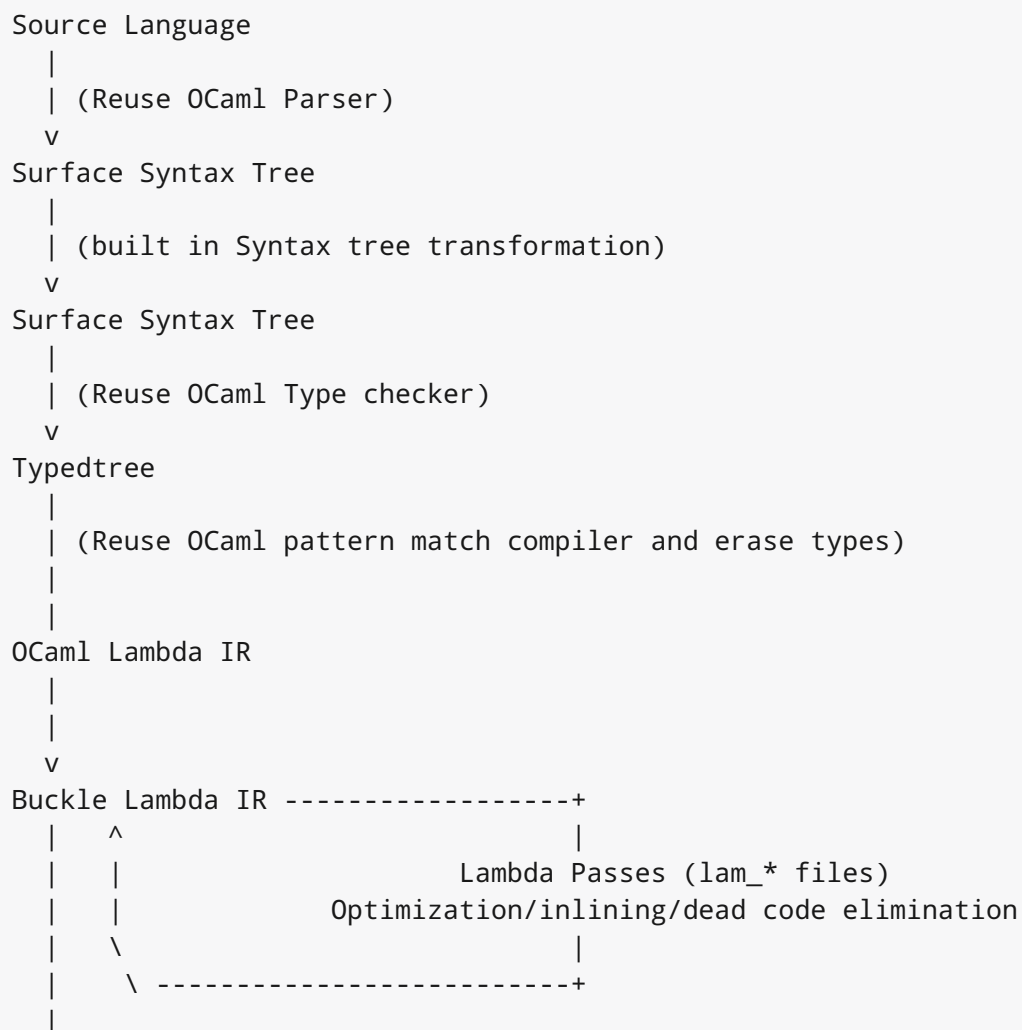 Source Language
  |
  | (Reuse OCaml Parser)
  v
Surface Syntax Tree
  |
  | (built in Syntax tree transformation)
  v
Surface Syntax Tree
  |
  | (Reuse OCaml Type checker)
  v
Typedtree
  |
  | (Reuse OCaml pattern match compiler and erase types)
  |
  |
OCaml Lambda IR
  |
  |
  v
Buckle Lambda IR ------------------+
  |   ^                            |
  |   |                     Lambda Passes (lam_* files)
  |   |             Optimization/inlining/dead code elimination
  |   \                            |
  |    \ --------------------------+
  |